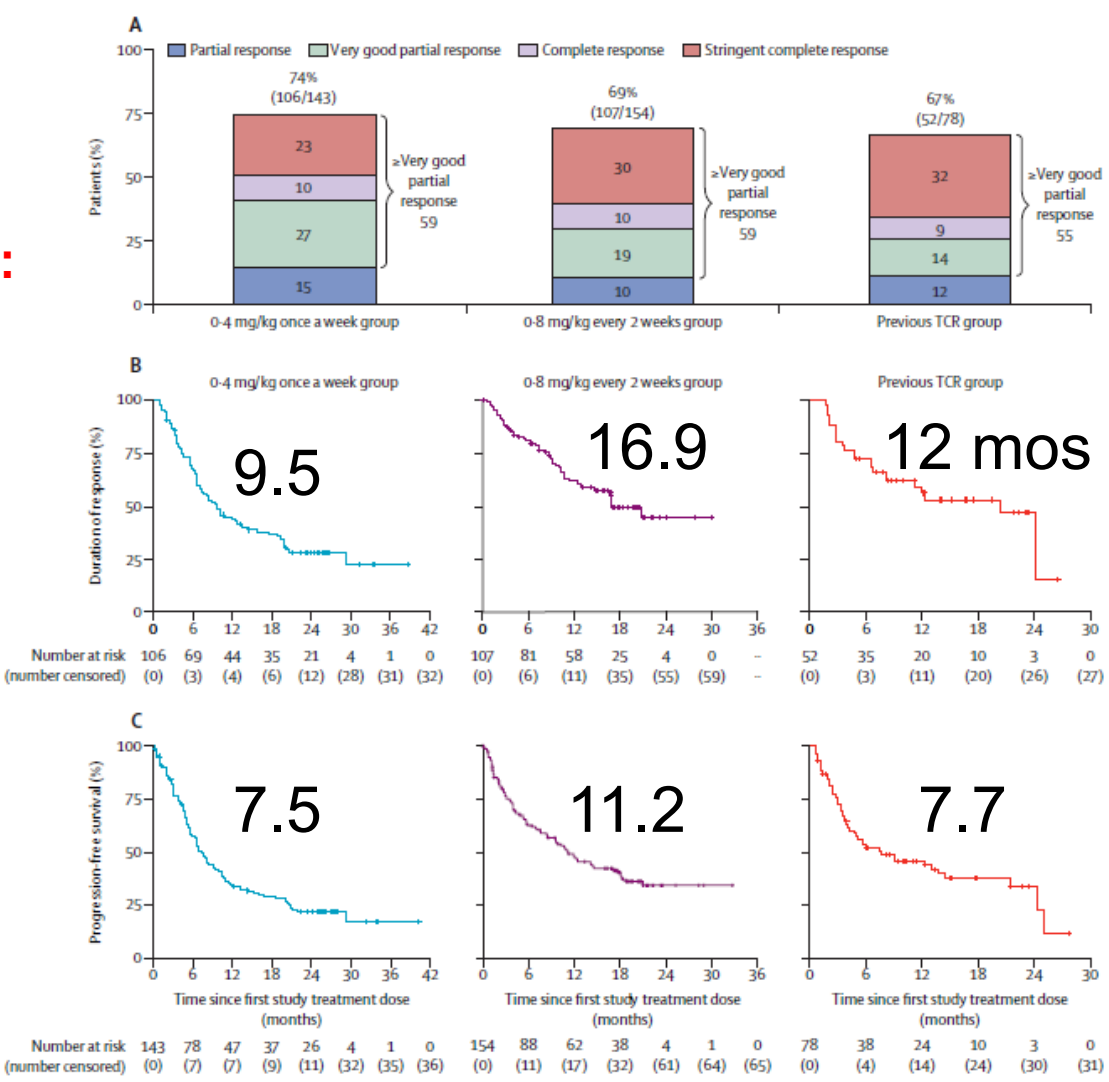 A
Partial response Very good partial response Complete response Stringent complete response
Patients (%)
100
75
50
25
0
:
74%
(106/143)
23
10
27
15
≥Very good
partial
response
59
69%
(107/154)
30
10
19
10
≥Very good
partial
response
59
67%
(52/78)
32
9
14
12
≥Very good
partial
response
55
0·4 mg/kg once a week group 0·8 mg/kg every 2 weeks group Previous TCR group
B
0·4 mg/kg once a week group 0·8 mg/kg every 2 weeks group Previous TCR group
Duration of response (%)
100
75
50
25
0
9.5 16.9 12 mos
0 6 12 18 24 30 36 42 0 6 12 18 24 30 36 0 6 12 18 24 30
Number at risk 106 69 44 35 21 4 1 0 107 81 58 25 4 0 -- 52 35 20 10 3 0
(number censored) (0) (3) (4) (6) (12) (28) (31) (32) (0) (6) (11) (35) (55) (59) -- (0) (3) (11) (20) (26) (27)
C
Progression-free survival (%)
100
75
50
25
0
7.5 11.2 7.7
0 6 12 18 24 30 36 42 0 6 12 18 24 30 36 0 6 12 18 24 30
Time since first study treatment dose Time since first study treatment dose Time since first study treatment dose
(months) (months) (months)
Number at risk 143 78 47 37 26 4 1 0 154 88 62 38 4 1 0 78 38 24 10 3 0
(number censored) (0) (7) (7) (9) (11) (32) (35) (36) (0) (11) (17) (32) (61) (64) (65) (0) (4) (14) (24) (30) (31)